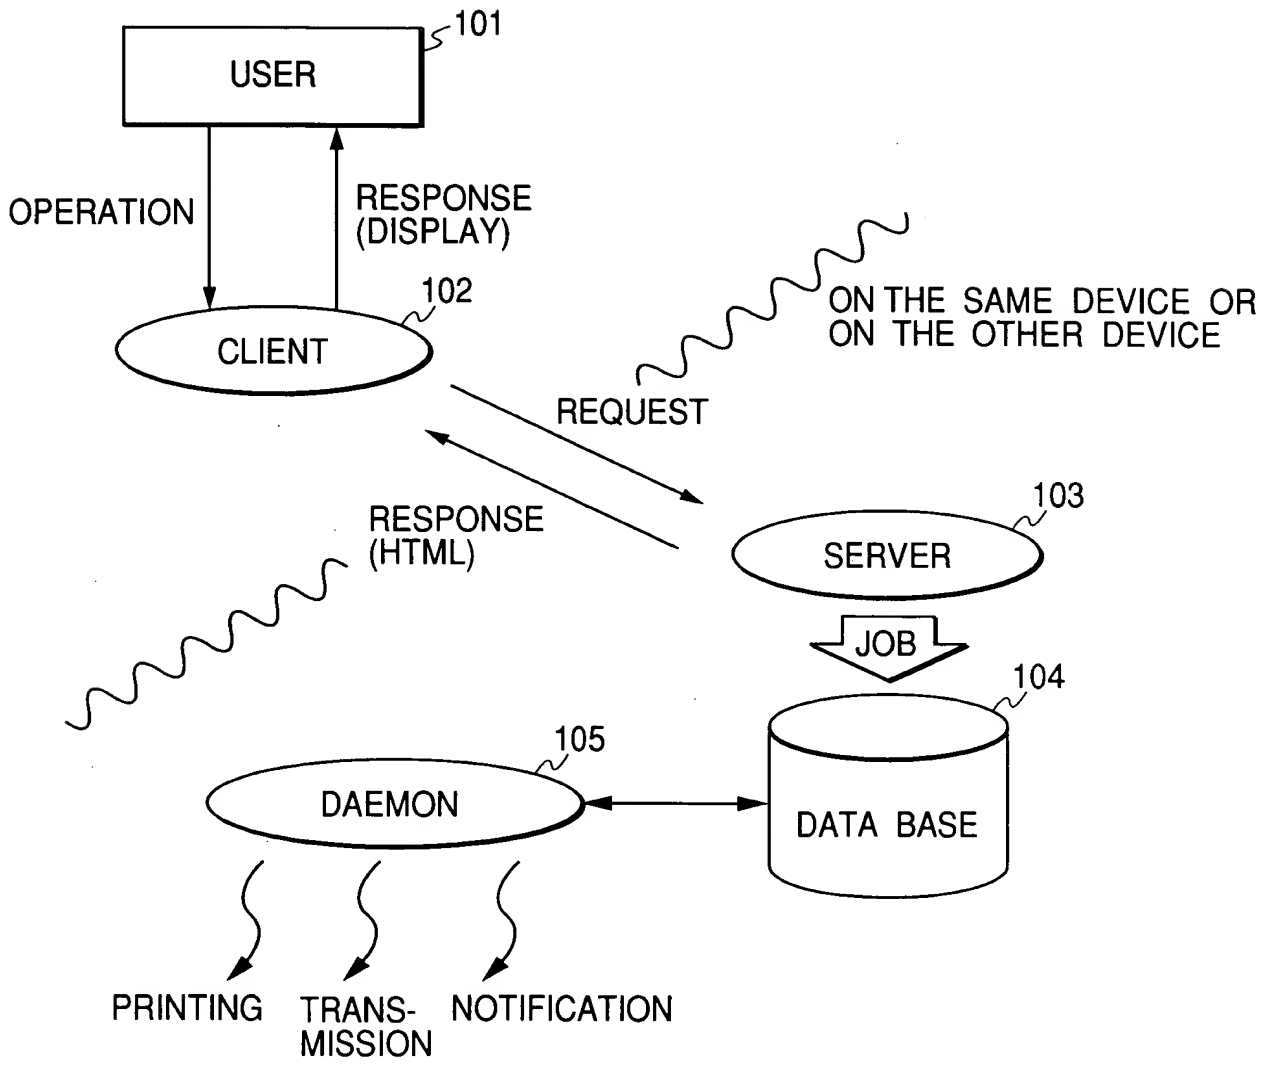 101
USER
OPERATION
RESPONSE
(DISPLAY)
102
CLIENT
ON THE SAME DEVICE OR
ON THE OTHER DEVICE
REQUEST
RESPONSE
(HTML)
103
SERVER
JOB
104
DATA BASE
105
DAEMON
PRINTING
TRANS-
MISSION
NOTIFICATION